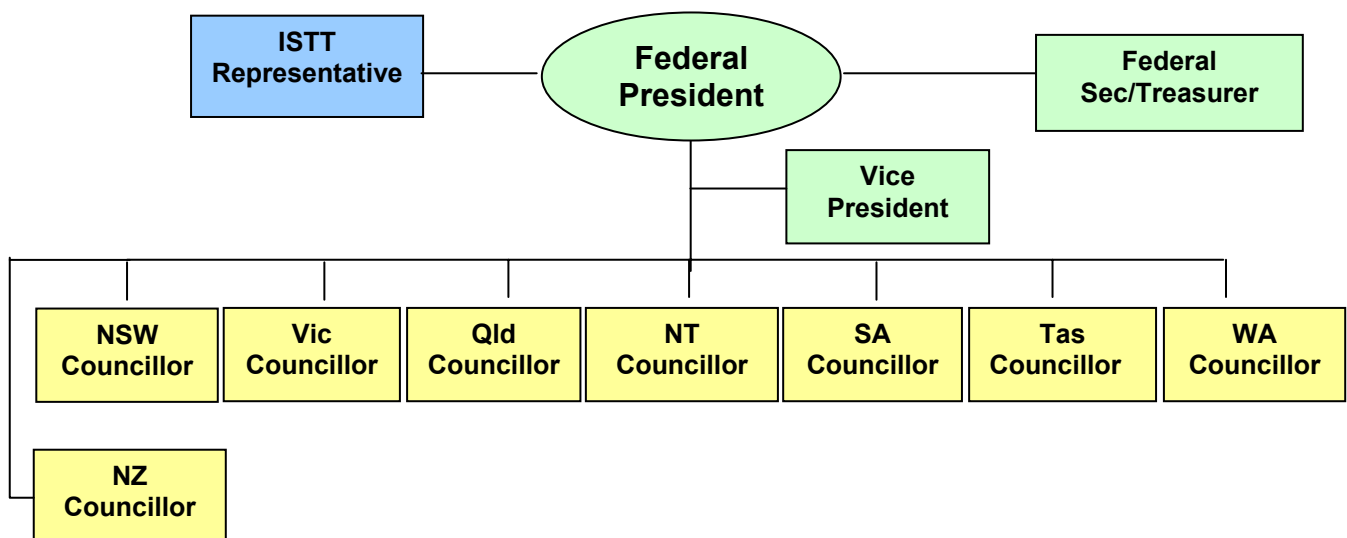 ISTT
Representative
Federal
President
Federal
Sec/Treasurer
Vice
President
NSW
Councillor
Vic
Councillor
Qld
Councillor
NT
Councillor
SA
Councillor
Tas
Councillor
WA
Councillor
NZ
Councillor